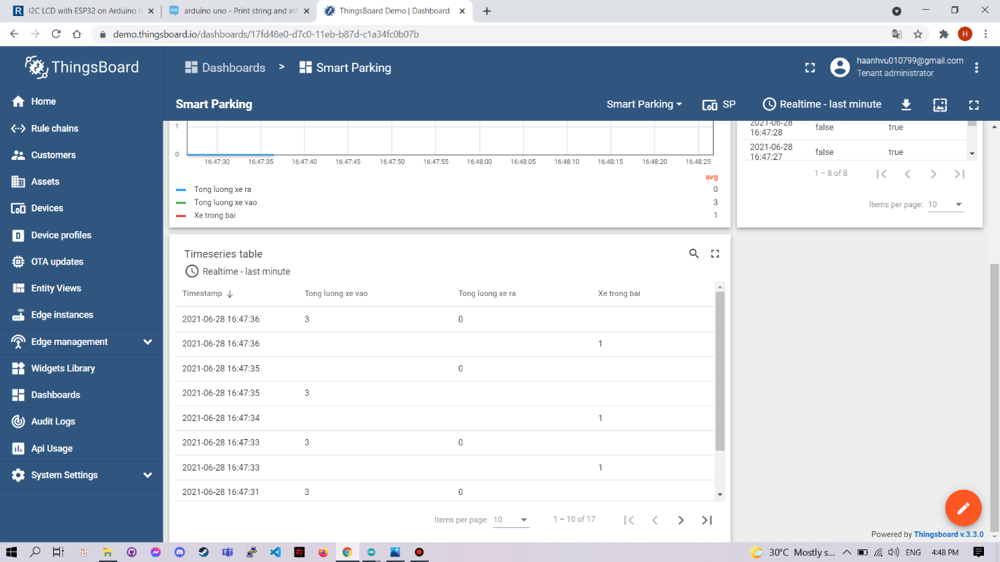 I2C LCD with ESP32 on Arduino I
arduino uno - Print string and int
ThingsBoard Demo | Dashboard
demo.thingsboard.io/dashboards/17fd48e0-d7c0-11eb-b87d-c1a34fc0b07b
H
ThingsBoard
Dashboards > Smart Parking
haanhvu010799@gmail.com
Tenant administrator
Smart Parking
Smart Parking
SP
Realtime - last minute
Home
Rule chains
Customers
Assets
Devices
Device profiles
OTA updates
Entity Views
Edge instances
Edge management
Widgets Library
Dashboards
Audit Logs
Api Usage
System Settings
1
0
16:47:30 16:47:35 16:47:40 16:47:45 16:47:50 16:47:55 16:48:00 16:48:05 16:48:10 16:48:15 16:48:20 16:48:25
avg
Tong luong xe ra 0
Tong luong xe vao 3
Xe trong bai 1
2021-06-28
16:47:28 false true
2021-06-28
16:47:27 false true
1 – 8 of 8
Items per page: 10
Timeseries table
Realtime - last minute
Timestamp Tong luong xe vao Tong luong xe ra Xe trong bai
2021-06-28 16:47:36 3 0
2021-06-28 16:47:36 1
2021-06-28 16:47:35 0
2021-06-28 16:47:35 3
2021-06-28 16:47:34 1
2021-06-28 16:47:33 3 0
2021-06-28 16:47:33 1
2021-06-28 16:47:31 3 0
Items per page: 10 1 – 10 of 17
Powered by Thingsboard v.3.3.0
30°C Mostly s... ENG 4:48 PM